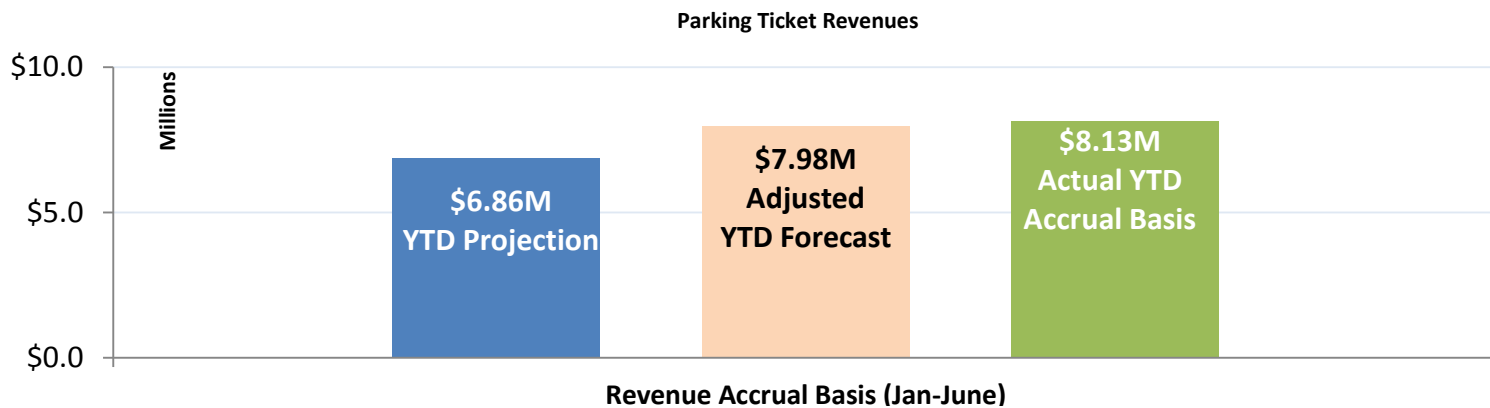 Parking Ticket Revenues
$10.0
Millions
$5.0
$0.0
$6.86M
YTD Projection
$7.98M
Adjusted
YTD Forecast
$8.13M
Actual YTD
Accrual Basis
Revenue Accrual Basis (Jan-June)